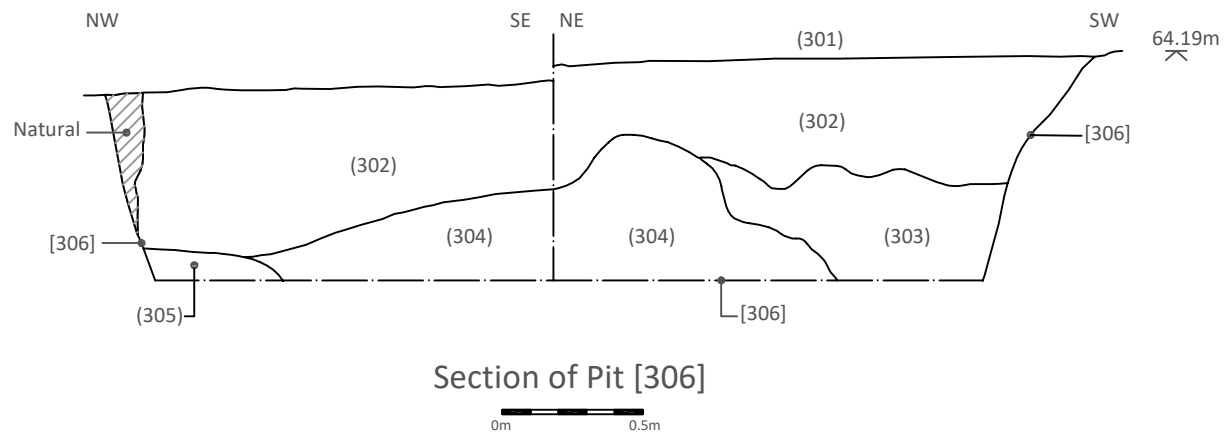 NW
SE
NE
SW
(301)
64.19m
Natural
(302)
(302)
[306]
[306]
(304)
(304)
(303)
(305)
[306]
Section of Pit [306]
0m
0.5m